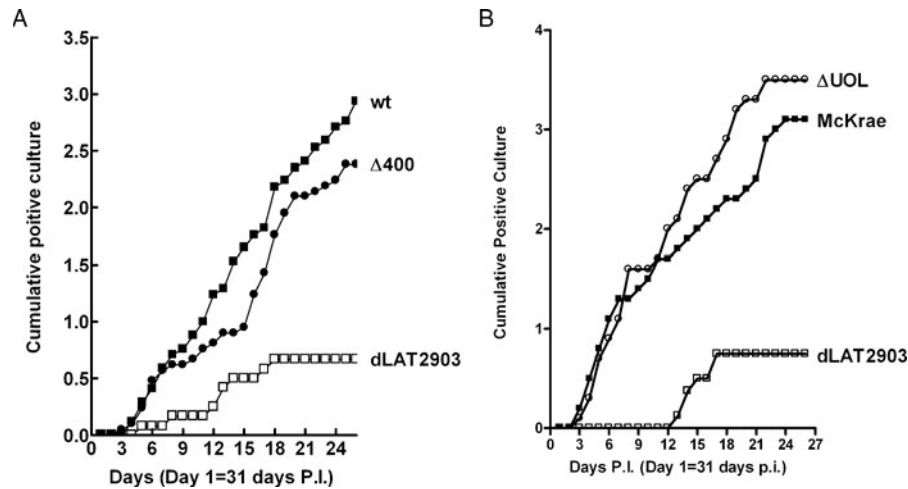 A
Cumulative poitive culture
3.5
3.0
2.5
2.0
1.5
1.0
0.5
0.0
0
3
6
9
12
15
18
21
24
Days (Day 1=31 days P.I.)
wt
Δ400
dLAT2903
B
Cumulative Positive Culture
4
3
2
1
0
0
3
6
9
12
15
18
21
24
27
Days P.I. (Day 1=31 days p.i.)
ΔUOL
McKrae
dLAT2903